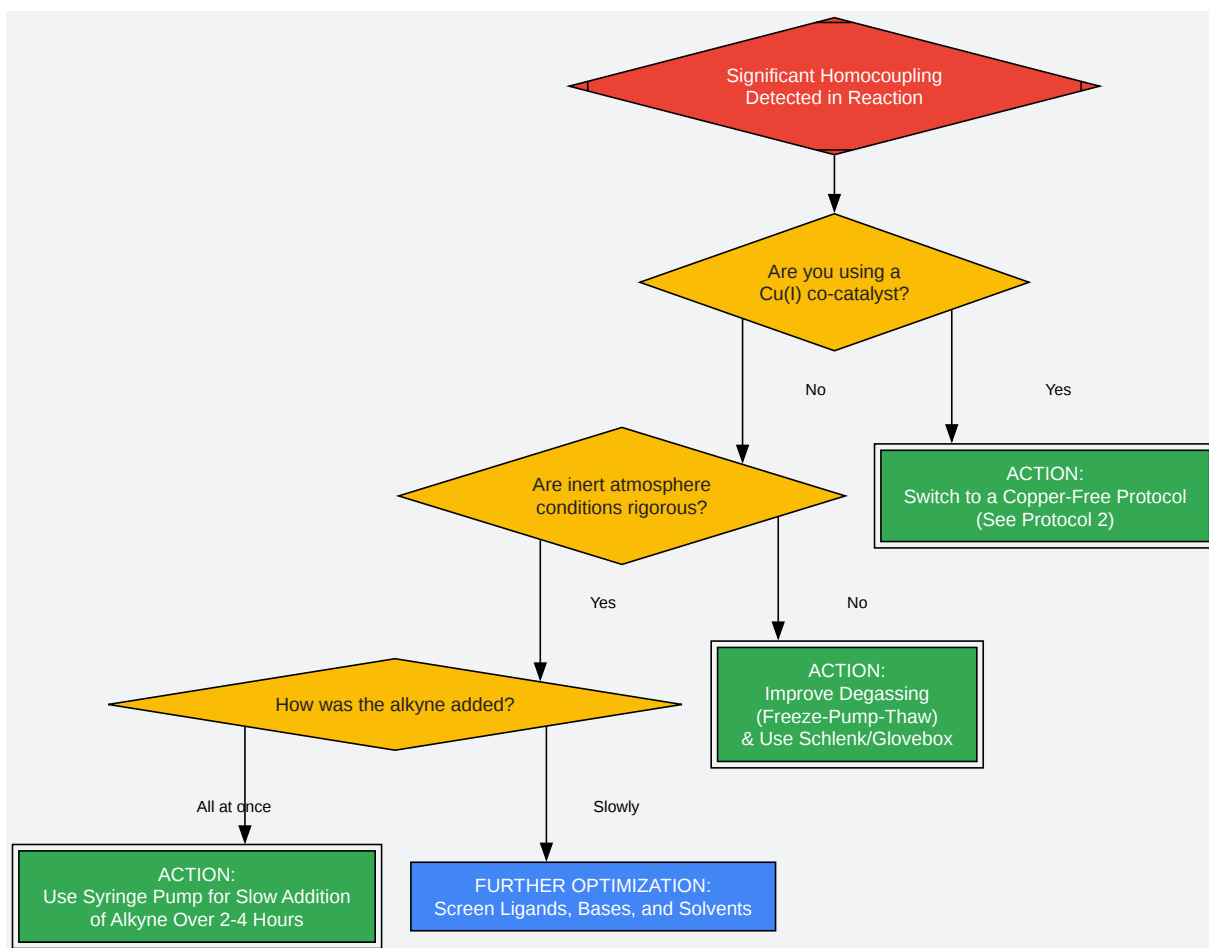 Significant Homocoupling
Detected in Reaction
Are you using a
Cu(I) co-catalyst?
No
Yes
ACTION:
Switch to a Copper-Free Protocol
(See Protocol 2)
Are inert atmosphere
conditions rigorous?
Yes
No
ACTION:
Improve Degassing
(Freeze-Pump-Thaw)
& Use Schlenk/Glovebox
How was the alkyne added?
All at once
Slowly
ACTION:
Use Syringe Pump for Slow Addition
of Alkyne Over 2-4 Hours
FURTHER OPTIMIZATION:
Screen Ligands, Bases, and Solvents